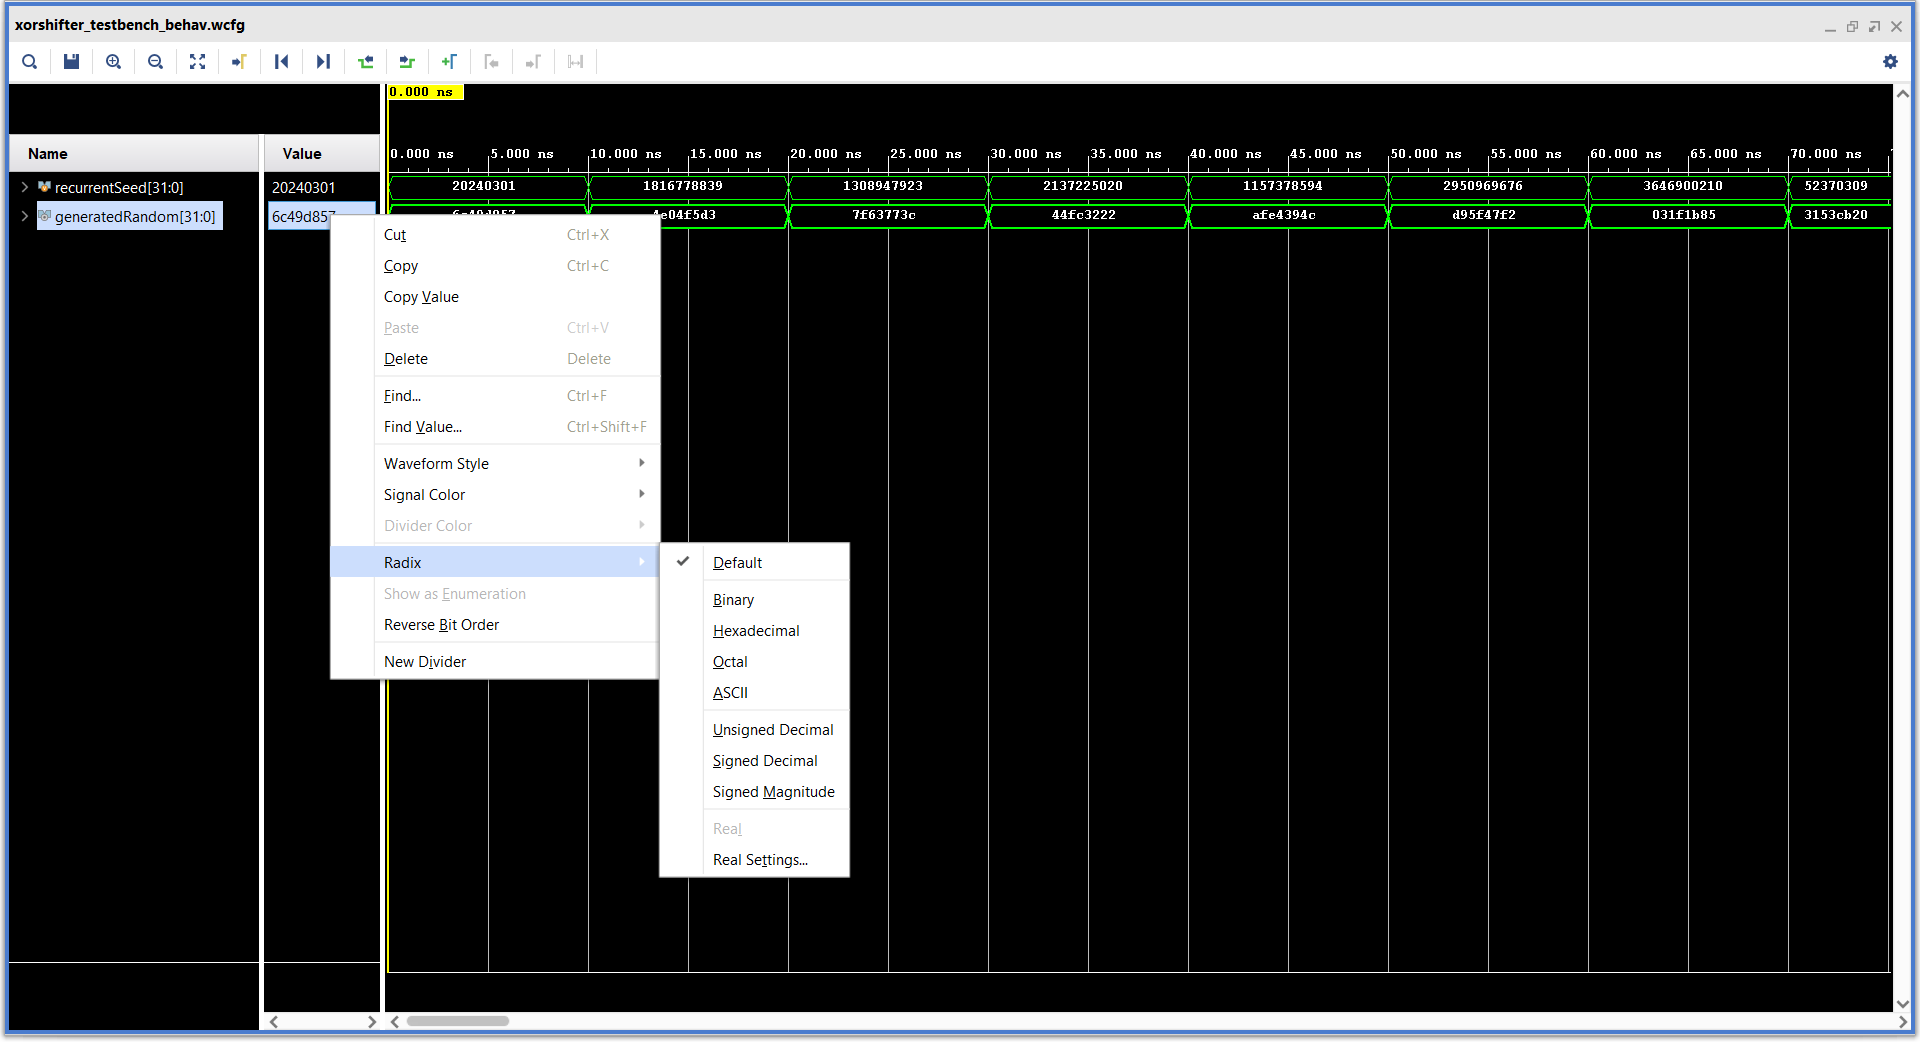 xorshifter_testbench_behav.wcfg
0.000 ns
Name
Value
0.000 ns 5.000 ns 10.000 ns 15.000 ns 20.000 ns 25.000 ns 30.000 ns 35.000 ns 40.000 ns 45.000 ns 50.000 ns 55.000 ns 60.000 ns 65.000 ns 70.000 ns
recurrentSeed[31:0] 20240301 20240301 1816778839 1308947923 2137225020 1157378594 2950969676 3646900210 52370309
generatedRandom[31:0] 6c49d857 6c49d857 4e04f5d3 7f63773c 44fc3222 afe4394c d95f47f2 031f1b85 3153cb20
Cut Ctrl+X
Copy Ctrl+C
Copy Value
Paste Ctrl+V
Delete Delete
Find... Ctrl+F
Find Value... Ctrl+Shift+F
Waveform Style
Signal Color
Divider Color
Radix
Show as Enumeration
Reverse Bit Order
New Divider
Default
Binary
Hexadecimal
Octal
ASCII
Unsigned Decimal
Signed Decimal
Signed Magnitude
Real
Real Settings...